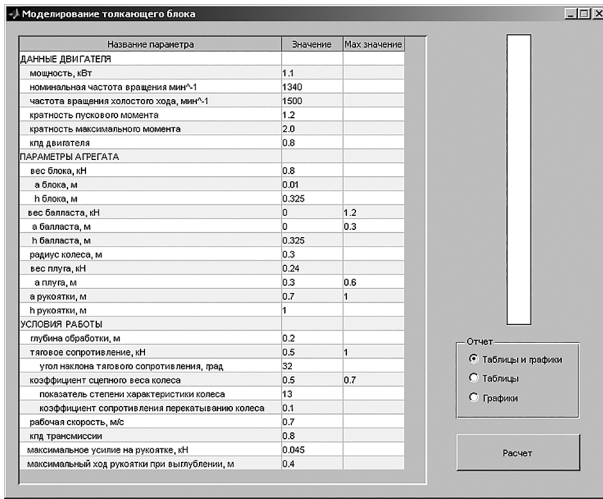 Моделирование толкающего блока
Название параметра Значение Max значение
ДАННЫЕ ДВИГАТЕЛЯ
мощность, кВт 1.1
номинальная частота вращения мин^-1 1340
частота вращения холостого хода, мин^-1 1500
кратность пускового момента 1.2
кратность максимального момента 2.0
кпд двигателя 0.8
ПАРАМЕТРЫ АГРЕГАТА
вес блока, кН 0.8
a блока, м 0.01
h блока, м 0.325
вес балласта, кН 0 1.2
a балласта, м 0 0.3
h балласта, м 0.325
радиус колеса, м 0.3
вес плуга, кН 0.24
a плуга, м 0.3 0.6
a рукоятки, м 0.7 1
h рукоятки, м 1
УСЛОВИЯ РАБОТЫ
глубина обработки, м 0.2
тяговое сопротивление, кН 0.5 1
угол наклона тягового сопротивления, град 32
коэффициент сцепного веса колеса 0.5 0.7
показатель степени характеристики колеса 13
коэффициент сопротивления перекатыванию колеса 0.1
рабочая скорость, м/с 0.7
кпд трансмиссии 0.8
максимальное усилие на рукоятке, кН 0.045
максимальный ход рукоятки при выглублении, м 0.4
Отчет
Таблицы и графики
Таблицы
Графики
Расчет